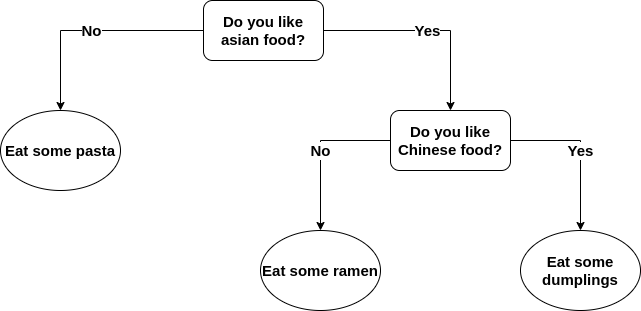 Do you like
asian food?
No
Yes
Eat some pasta
Do you like
Chinese food?
No
Yes
Eat some ramen
Eat some
dumplings